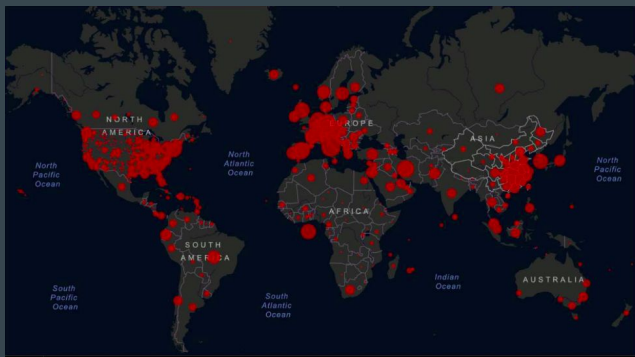 NORTH
AMERICA
EUROPE
ASIA
North
Pacific
Ocean
North
Atlantic
Ocean
North
Pacific
Ocean
AFRICA
SOUTH
AMERICA
Indian
Ocean
AUSTRALIA
South
Pacific
Ocean
South
Atlantic
Ocean